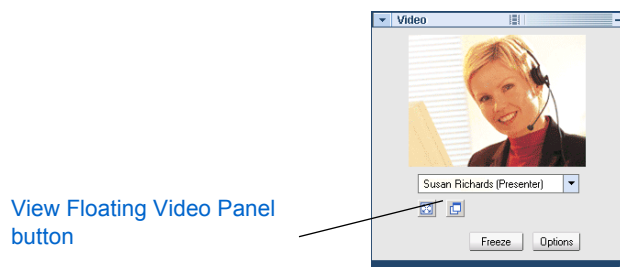 Video
Susan Richards (Presenter)
View Floating Video Panel
button
Freeze
Options